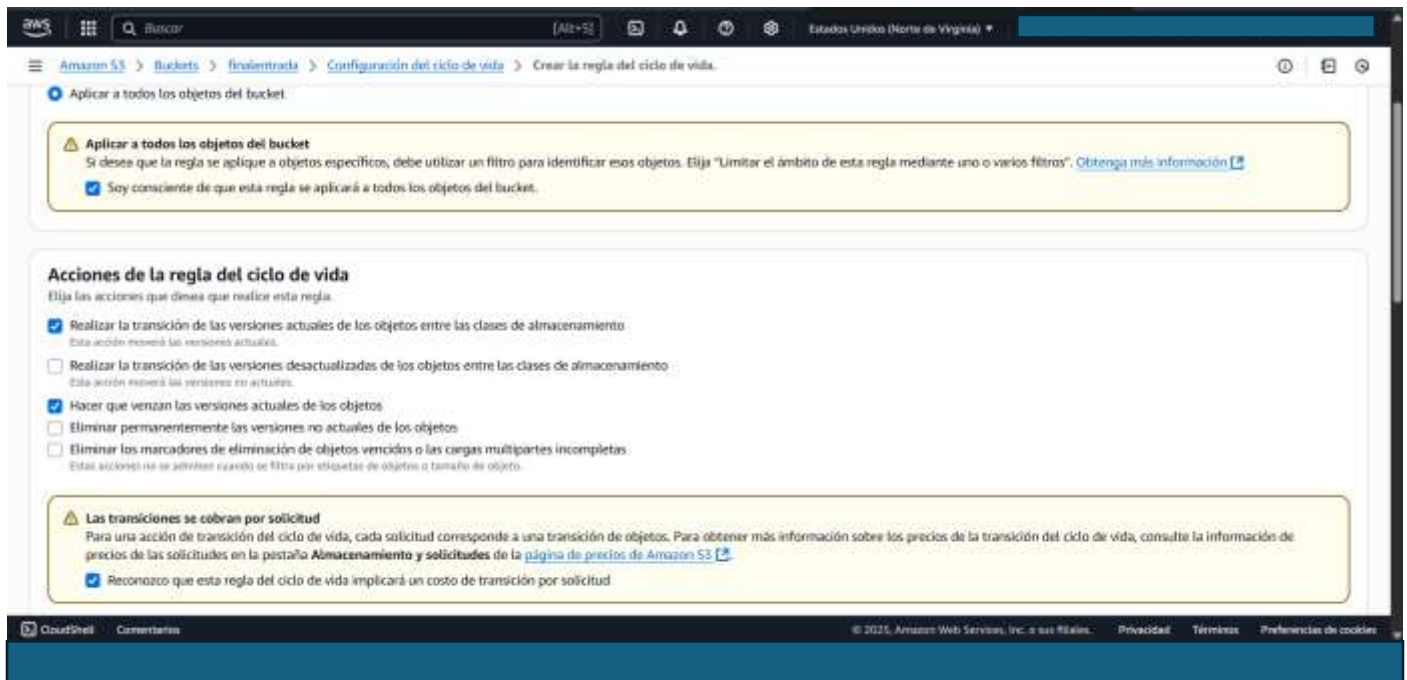 aws
Buscar
[Alt+S]
Estados Unidos (Norte de Virginia)
Amazon S3 > Buckets > finalentrada > Configuración del ciclo de vida > Crear la regla del ciclo de vida.
Aplicar a todos los objetos del bucket
Aplicar a todos los objetos del bucket
Si desea que la regla se aplique a objetos específicos, debe utilizar un filtro para identificar esos objetos. Elija "Limitar el ámbito de esta regla mediante uno o varios filtros". Obtenga más información
Soy consciente de que esta regla se aplicará a todos los objetos del bucket.
Acciones de la regla del ciclo de vida
Elija las acciones que desea que realice esta regla.
Realizar la transición de las versiones actuales de los objetos entre las clases de almacenamiento
Esta acción moverá las versiones actuales.
Realizar la transición de las versiones desactualizadas de los objetos entre las clases de almacenamiento
Esta acción moverá las versiones no actuales.
Hacer que venzan las versiones actuales de los objetos
Eliminar permanentemente las versiones no actuales de los objetos
Eliminar los marcadores de eliminación de objetos vencidos o las cargas multipartes incompletas
Estas acciones no se admiten cuando se filtra por etiquetas de objetos o tamaño de objeto.
Las transiciones se cobran por solicitud
Para una acción de transición del ciclo de vida, cada solicitud corresponde a una transición de objetos. Para obtener más información sobre los precios de la transición del ciclo de vida, consulte la información de
precios de las solicitudes en la pestaña Almacenamiento y solicitudes de la página de precios de Amazon S3.
Reconozco que esta regla del ciclo de vida implicará un costo de transición por solicitud
CloudShell Comentarios © 2025, Amazon Web Services, Inc. o sus filiales. Privacidad Términos Preferencias de cookies